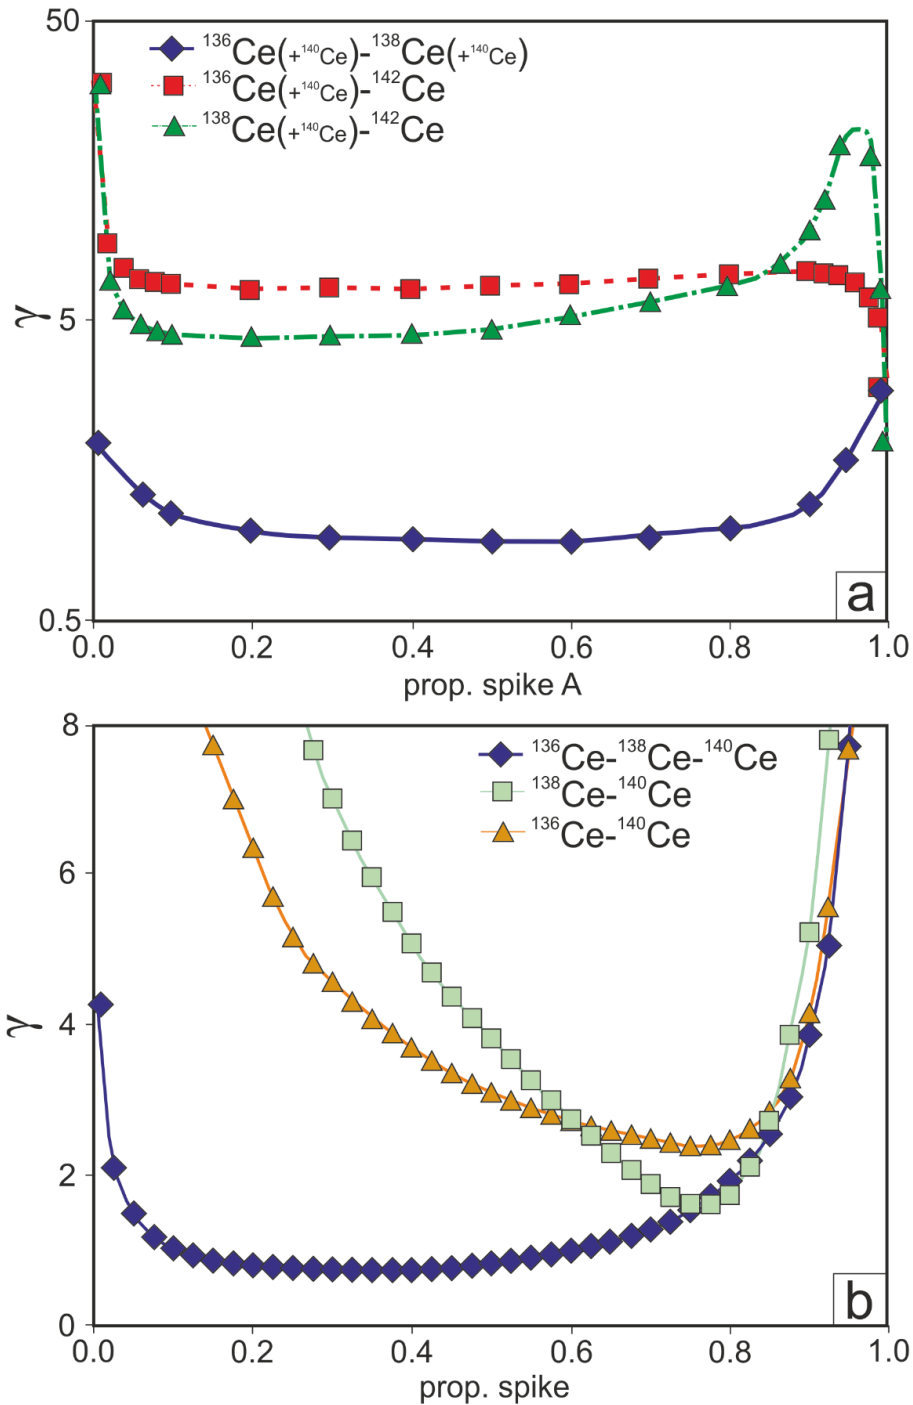 50
¹³⁶Ce(+¹⁴⁰Ce)-¹³⁸Ce(+¹⁴⁰Ce)
¹³⁶Ce(+¹⁴⁰Ce)-¹⁴²Ce
¹³⁸Ce(+¹⁴⁰Ce)-¹⁴²Ce
γ
5
a
0.5
0.0 0.2 0.4 0.6 0.8 1.0
prop. spike A
8
¹³⁶Ce-¹³⁸Ce-¹⁴⁰Ce
¹³⁸Ce-¹⁴⁰Ce
¹³⁶Ce-¹⁴⁰Ce
6
γ
4
2
b
0
0.0 0.2 0.4 0.6 0.8 1.0
prop. spike